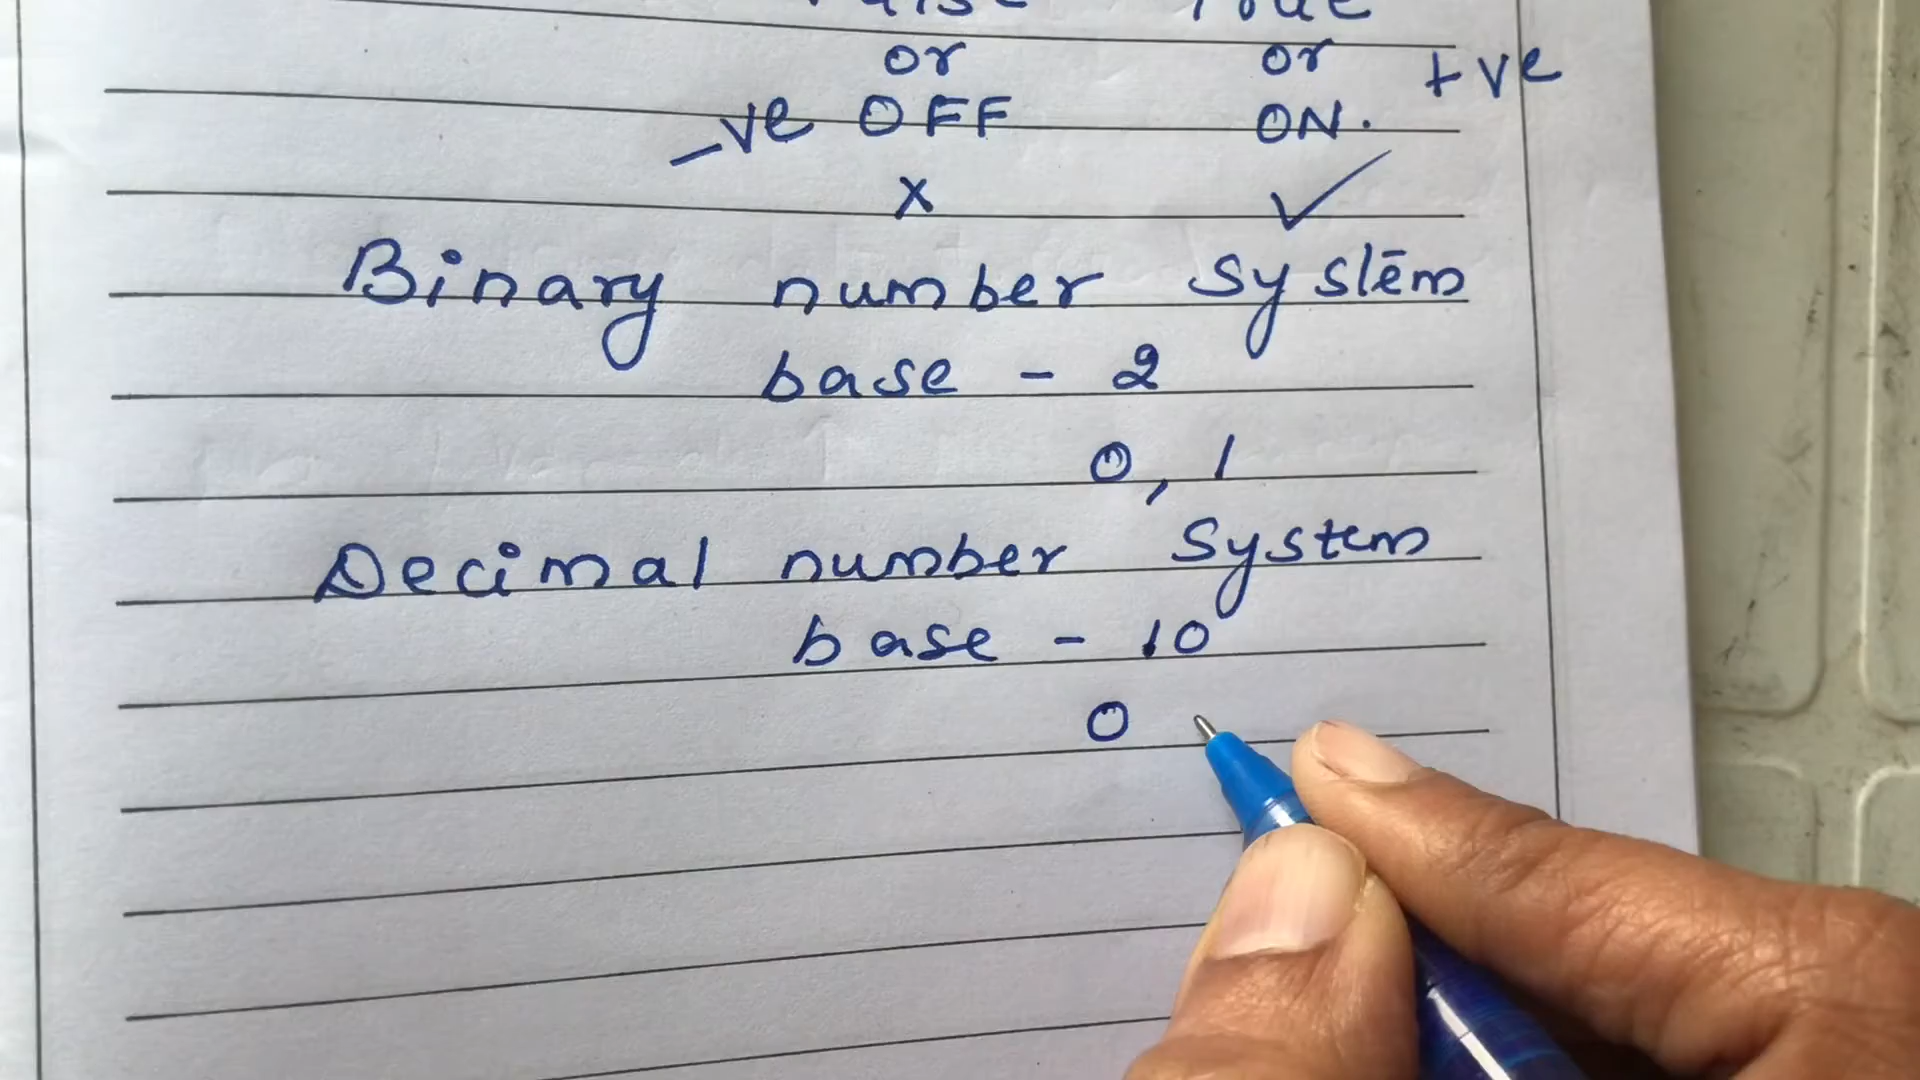 or or +ve
-ve OFF ON.
x ✓
Binary number system
base - 2
0, 1
Decimal number system
base - 10
0